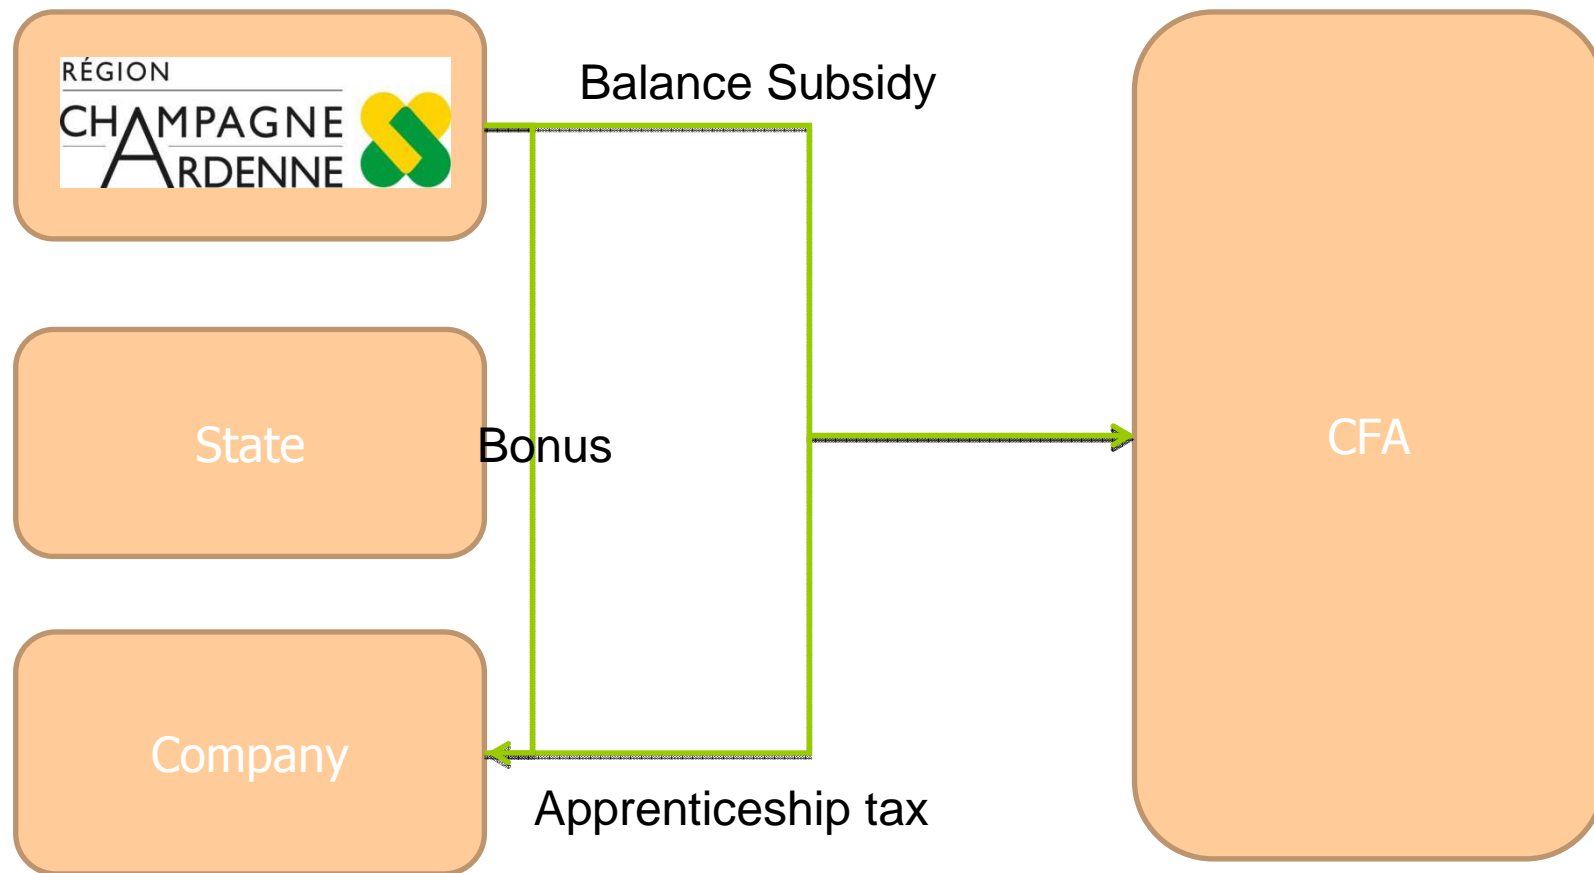 RÉGION
CHAMPAGNE
ARDENNE
Balance Subsidy
State
Bonus
CFA
Company
Apprenticeship tax